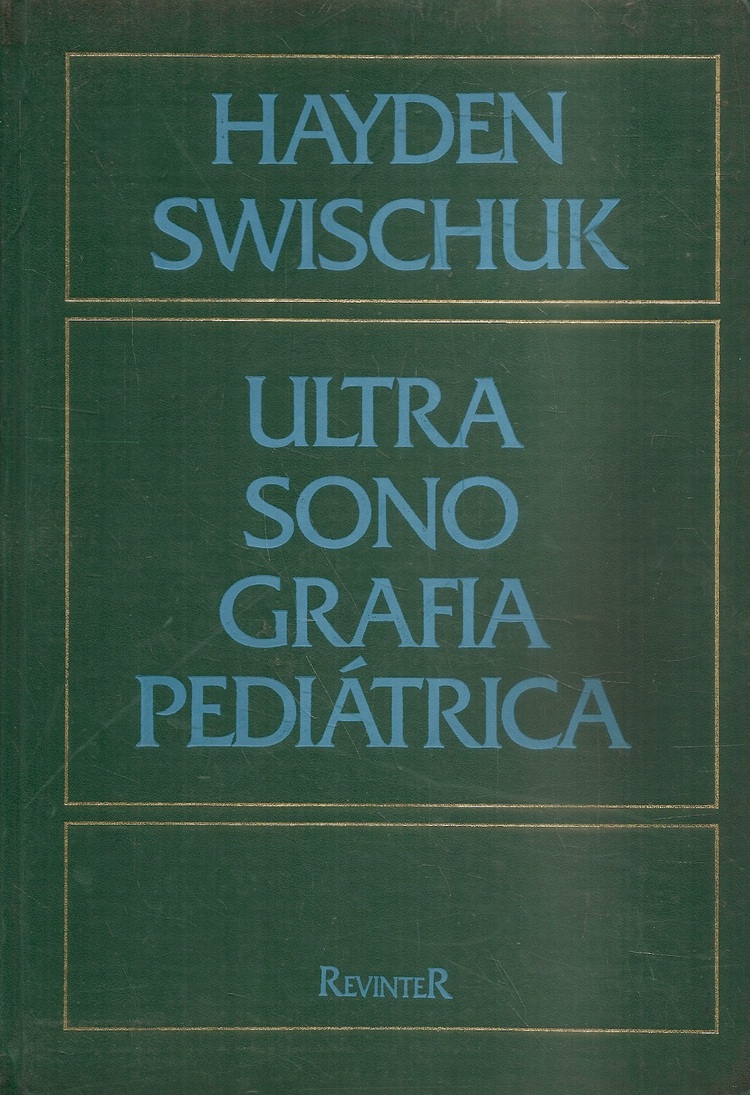 HAYDEN
SWISCHUK
ULTRA
SONO
GRAFIA
PEDIÁTRICA
REVINTER